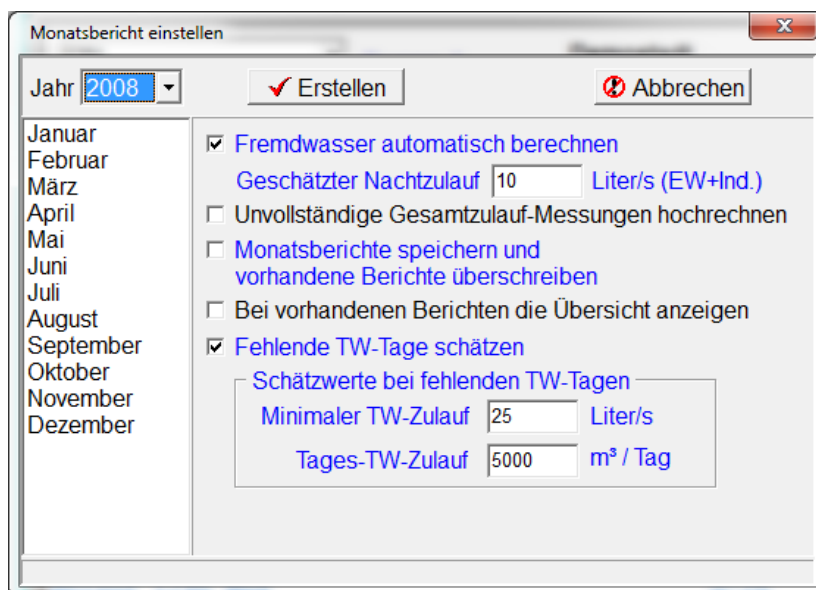 Monatsbericht einstellen
Jahr 2008 Erstellen Abbrechen
Januar
Februar
März
April
Mai
Juni
Juli
August
September
Oktober
November
Dezember
Fremdwasser automatisch berechnen
Geschätzter Nachtzulauf 10 Liter/s (EW+Ind.)
Unvollständige Gesamtzulauf-Messungen hochrechnen
Monatsberichte speichern und
vorhandene Berichte überschreiben
Bei vorhandenen Berichten die Übersicht anzeigen
Fehlende TW-Tage schätzen
Schätzwerte bei fehlenden TW-Tagen
Minimaler TW-Zulauf 25 Liter/s
Tages-TW-Zulauf 5000 m³ / Tag